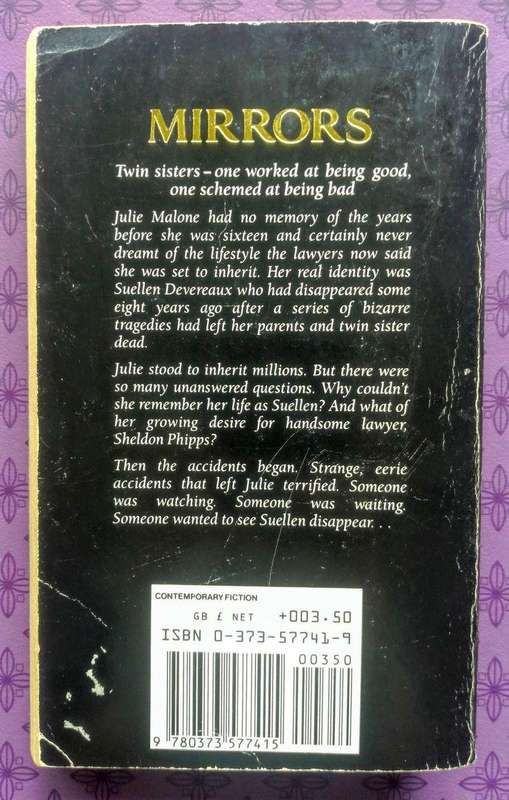 MIRRORS
Twin sisters – one worked at being good,
one schemed at being bad
Julie Malone had no memory of the years
before she was sixteen and certainly never
dreamt of the lifestyle the lawyers now said
she was set to inherit. Her real identity was
Suellen Devereaux who had disappeared some
eight years ago after a series of bizarre
tragedies had left her parents and twin sister
dead.
Julie stood to inherit millions. But there were
so many unanswered questions. Why couldn't
she remember her life as Suellen? And what of
her growing desire for handsome lawyer,
Sheldon Phipps?
Then the accidents began. Strange, eerie
accidents that left Julie terrified. Someone
was watching. Someone was waiting.
Someone wanted to see Suellen disappear. . .
CONTEMPORARY FICTION
GB £ NET +003.50
ISBN 0-373-57741-9
00350
9 780373 577415